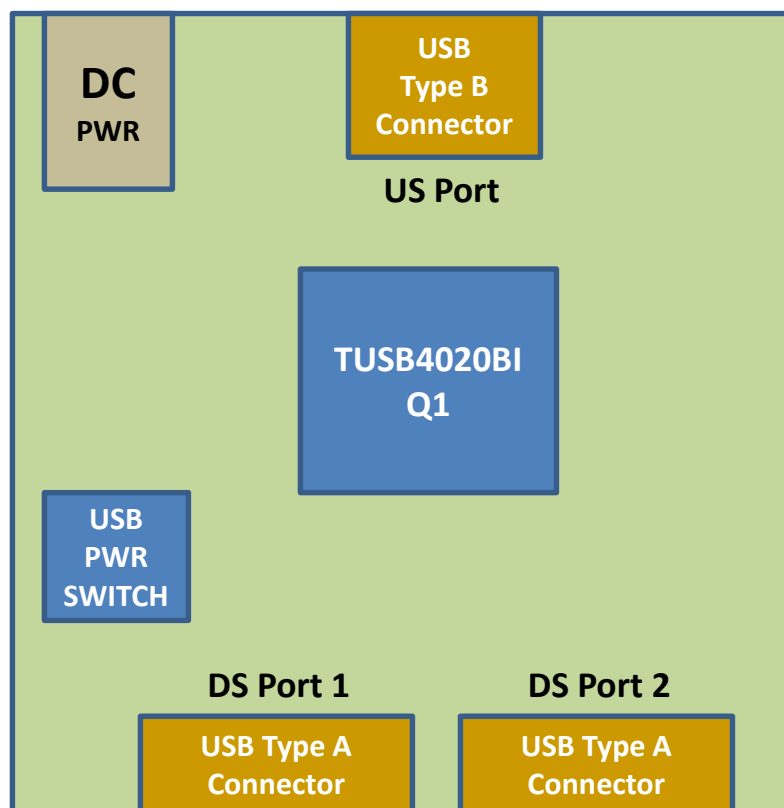 DC
PWR
USB
Type B
Connector
US Port
TUSB4020BI
Q1
USB
PWR
SWITCH
DS Port 1
DS Port 2
USB Type A
Connector
USB Type A
Connector